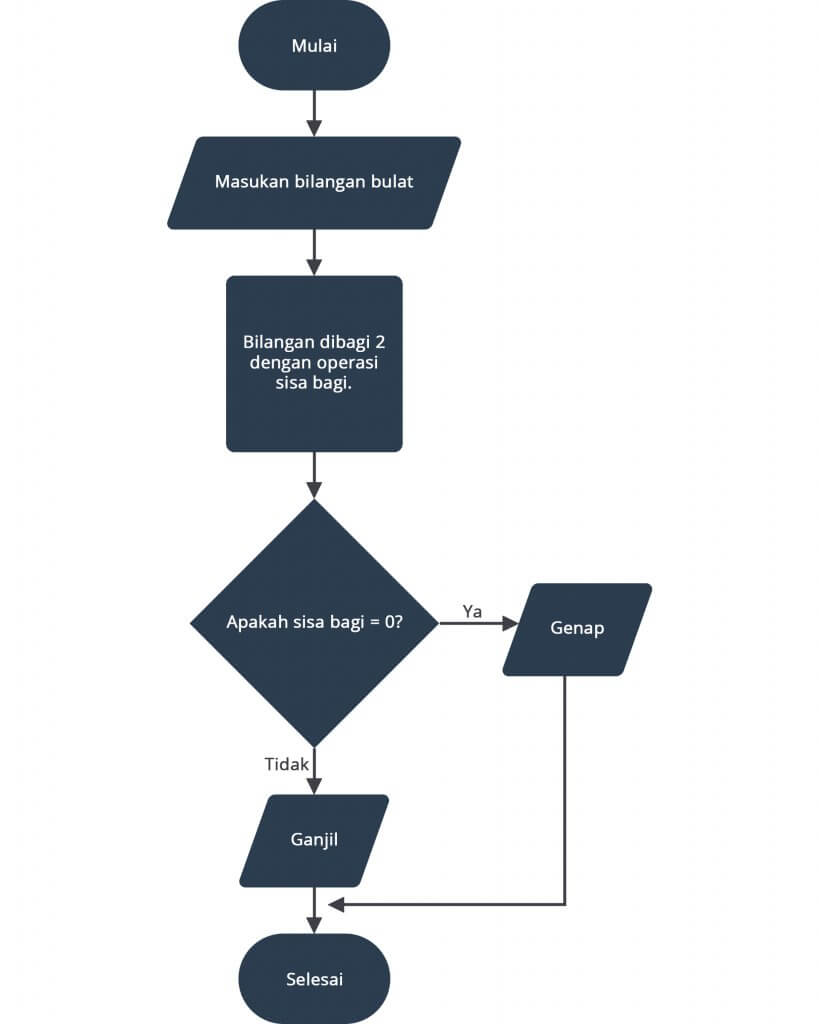 Mulai
Masukan bilangan bulat
Bilangan dibagi 2
dengan operasi
sisa bagi.
Apakah sisa bagi = 0?
Ya
Genap
Tidak
Ganjil
Selesai